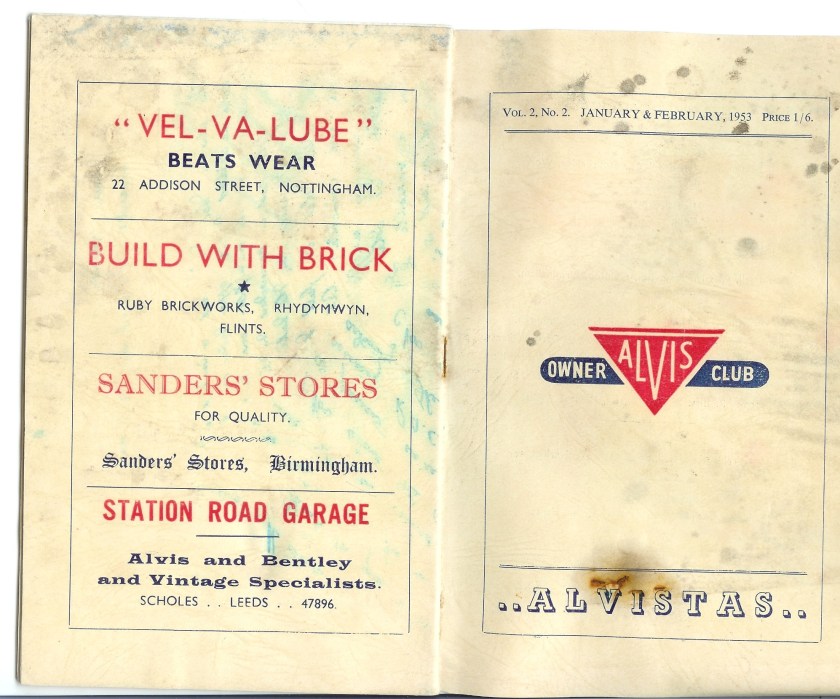 "VEL-VA-LUBE"
BEATS WEAR
22 ADDISON STREET, NOTTINGHAM.
BUILD WITH BRICK
RUBY BRICKWORKS, RHYDYMWYN,
FLINTS.
SANDERS' STORES
FOR QUALITY.
Sanders' Stores, Birmingham.
STATION ROAD GARAGE
Alvis and Bentley
and Vintage Specialists.
SCHOLES . . LEEDS . . 47896.
VOL. 2, NO. 2. JANUARY & FEBRUARY, 1953 PRICE 1/6.
OWNER ALVIS CLUB
..ALVISTAS..